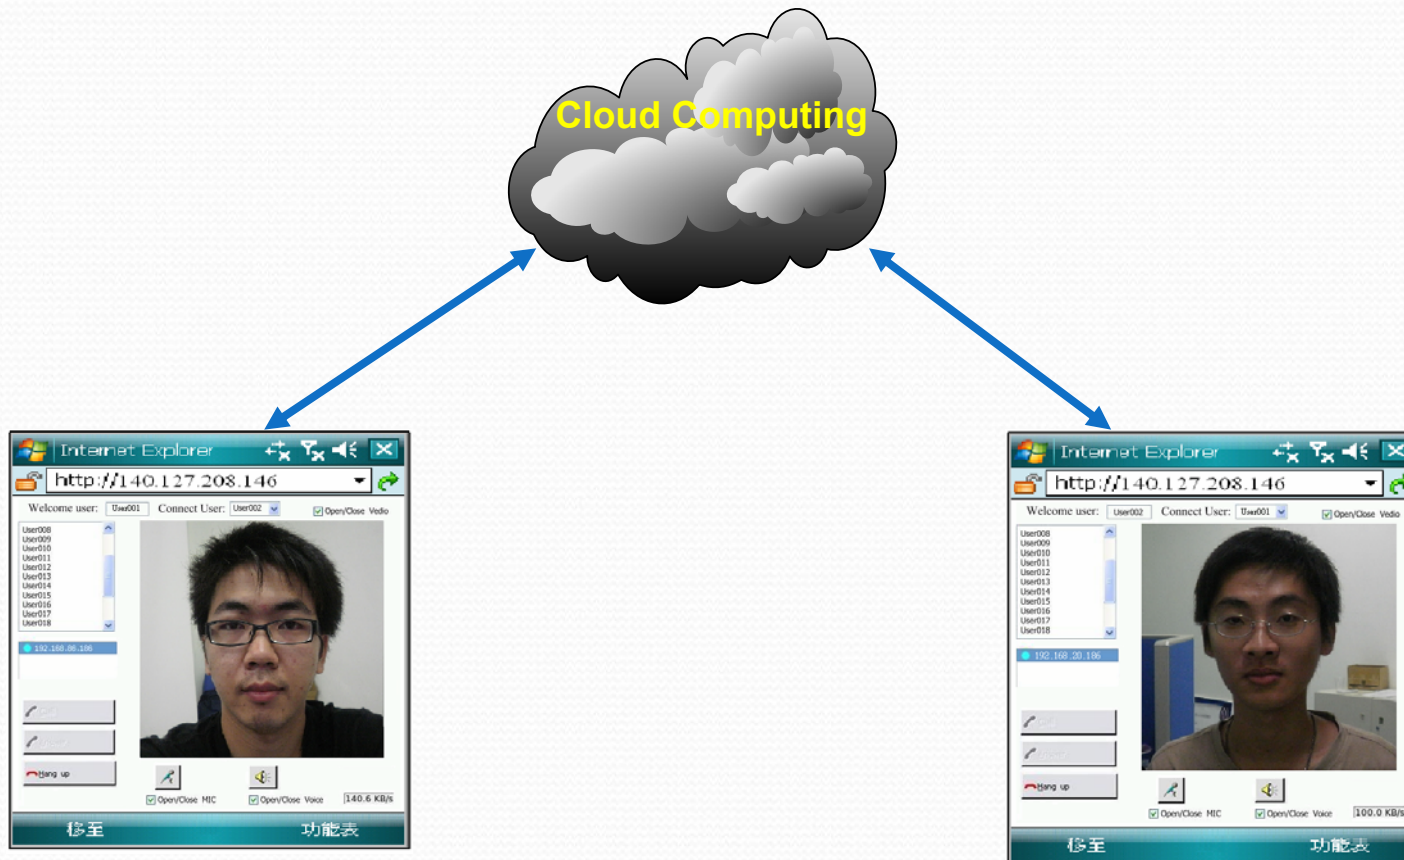 Cloud Computing
Internet Explorer
http://140.127.208.146
Welcome user: User001 Connect User: User002 Open/Close Vedio
User008
User009
User010
User011
User012
User013
User014
User015
User016
User017
User018
192.168.86.186
Hang up
Open/Close MIC Open/Close Voice 140.6 KB/s
移至 功能表
Internet Explorer
http://140.127.208.146
Welcome user: User002 Connect User: User001 Open/Close Vedio
User008
User009
User010
User011
User012
User013
User014
User015
User016
User017
User018
192.168.20.186
Hang up
Open/Close MIC Open/Close Voice 100.0 KB/s
移至 功能表